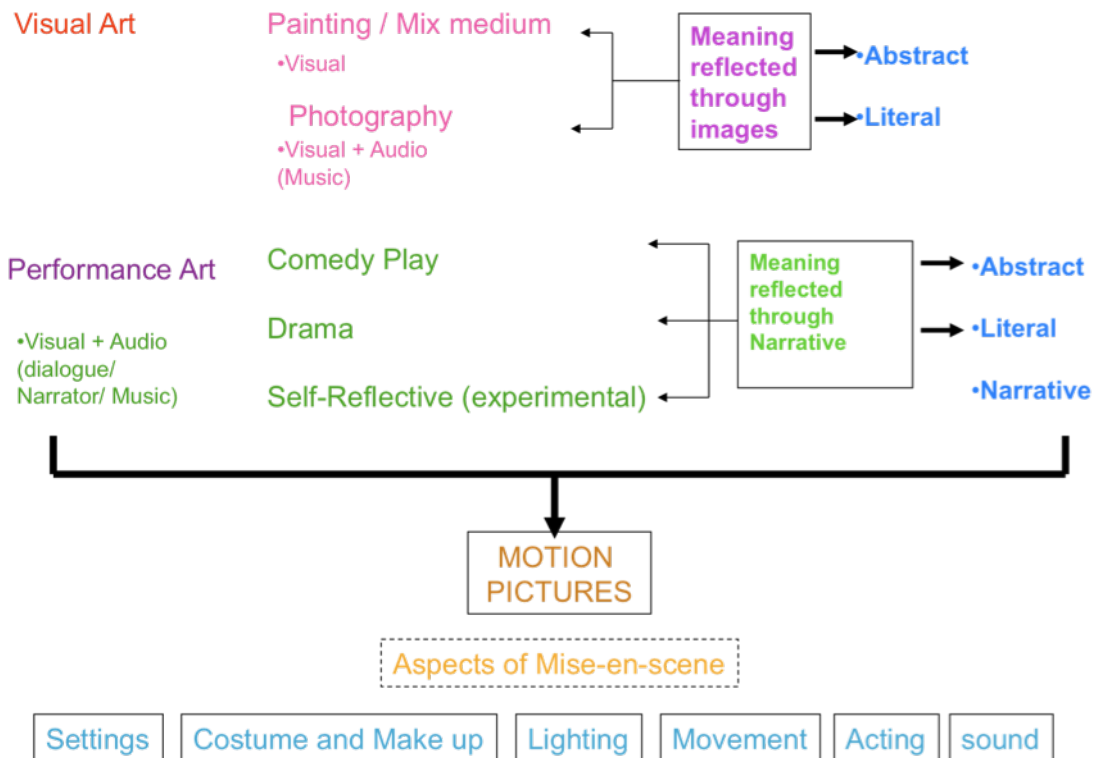 Visual Art
Painting / Mix medium
•Visual
Photography
•Visual + Audio
(Music)
Meaning
reflected
through
images
•Abstract
•Literal
Performance Art
•Visual + Audio
(dialogue/
Narrator/ Music)
Comedy Play
Drama
Self-Reflective (experimental)
Meaning
reflected
through
Narrative
•Abstract
•Literal
•Narrative
MOTION
PICTURES
Aspects of Mise-en-scene
Settings
Costume and Make up
Lighting
Movement
Acting
sound